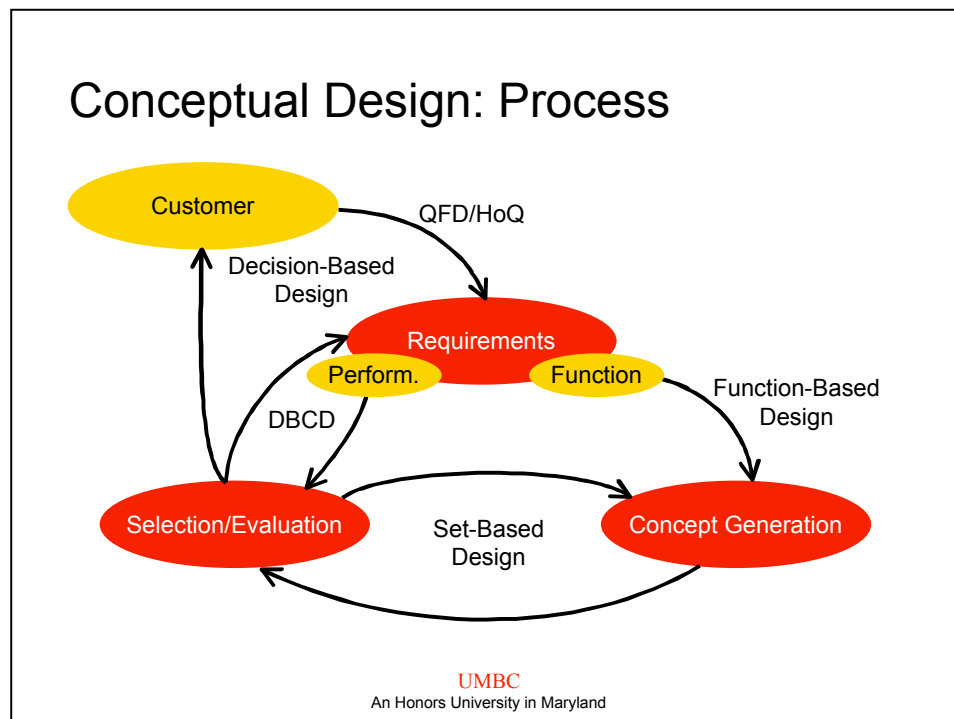 Conceptual Design: Process
Customer
QFD/HoQ
Decision-Based
Design
Requirements
Perform.
Function
Function-Based
Design
DBCD
Selection/Evaluation
Set-Based
Design
Concept Generation
UMBC
An Honors University in Maryland